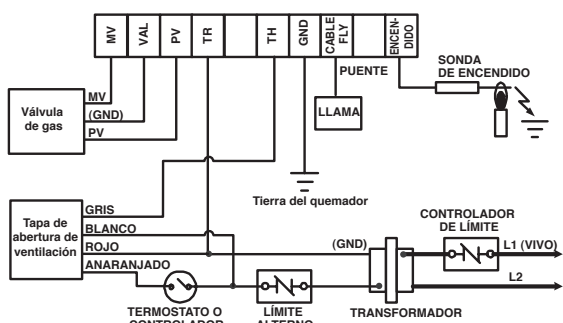 MV
VAL
PV
TR
TH
GND
CABLE
FLY
ENCEN-
DIDO
PUENTE
SONDA
DE ENCENDIDO
LLAMA
Válvula
de gas
MV
(GND)
PV
Tierra del quemador
Tapa de
abertura de
ventilación
GRIS
BLANCO
ROJO
ANARANJADO
(GND)
CONTROLADOR
DE LÍMITE
L1 (VIVO)
L2
TERMOSTATO O
CONTROLADOR
LÍMITE
ALTERNO
TRANSFORMADOR